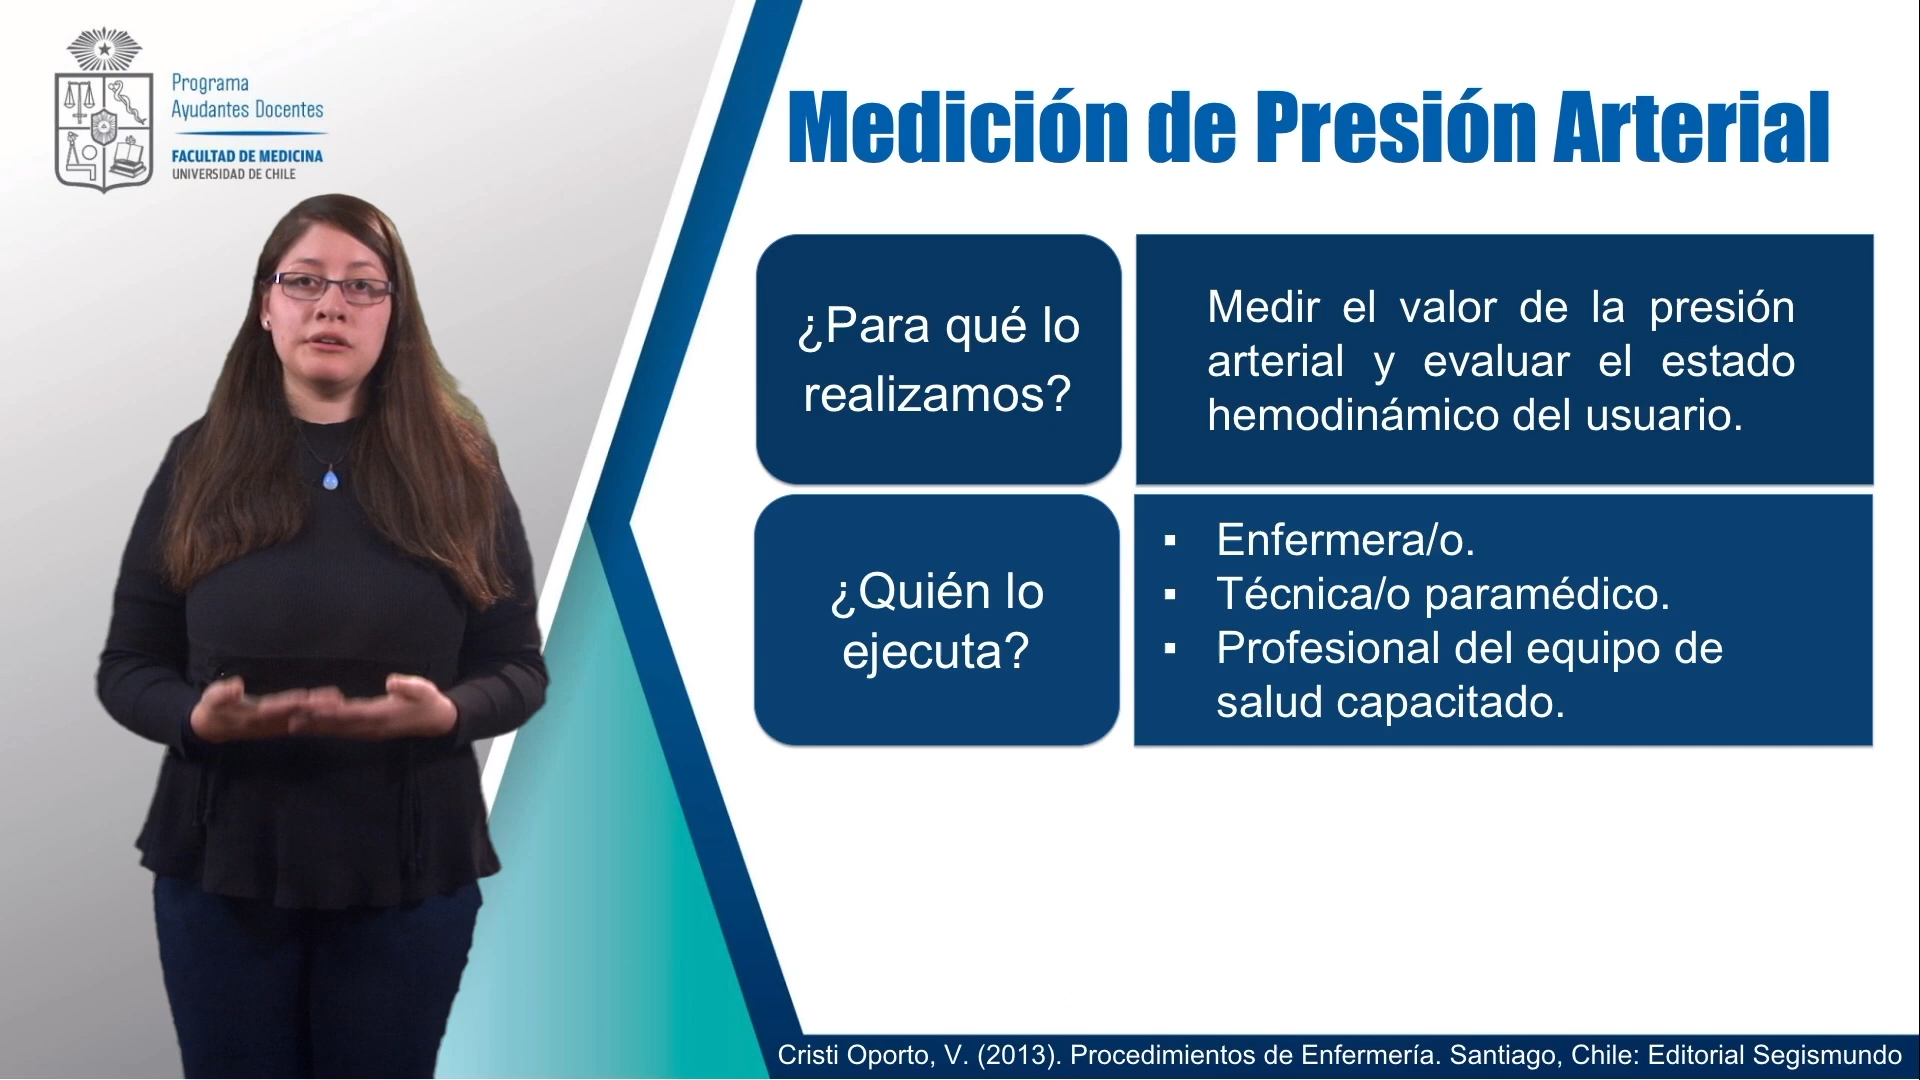 Programa
Ayudantes Docentes
FACULTAD DE MEDICINA
UNIVERSIDAD DE CHILE
Medición de Presión Arterial
¿Para qué lo
realizamos?
Medir el valor de la presión
arterial y evaluar el estado
hemodinámico del usuario.
¿Quién lo
ejecuta?
▪ Enfermera/o.
▪ Técnica/o paramédico.
▪ Profesional del equipo de
salud capacitado.
Cristi Oporto, V. (2013). Procedimientos de Enfermería. Santiago, Chile: Editorial Segismundo